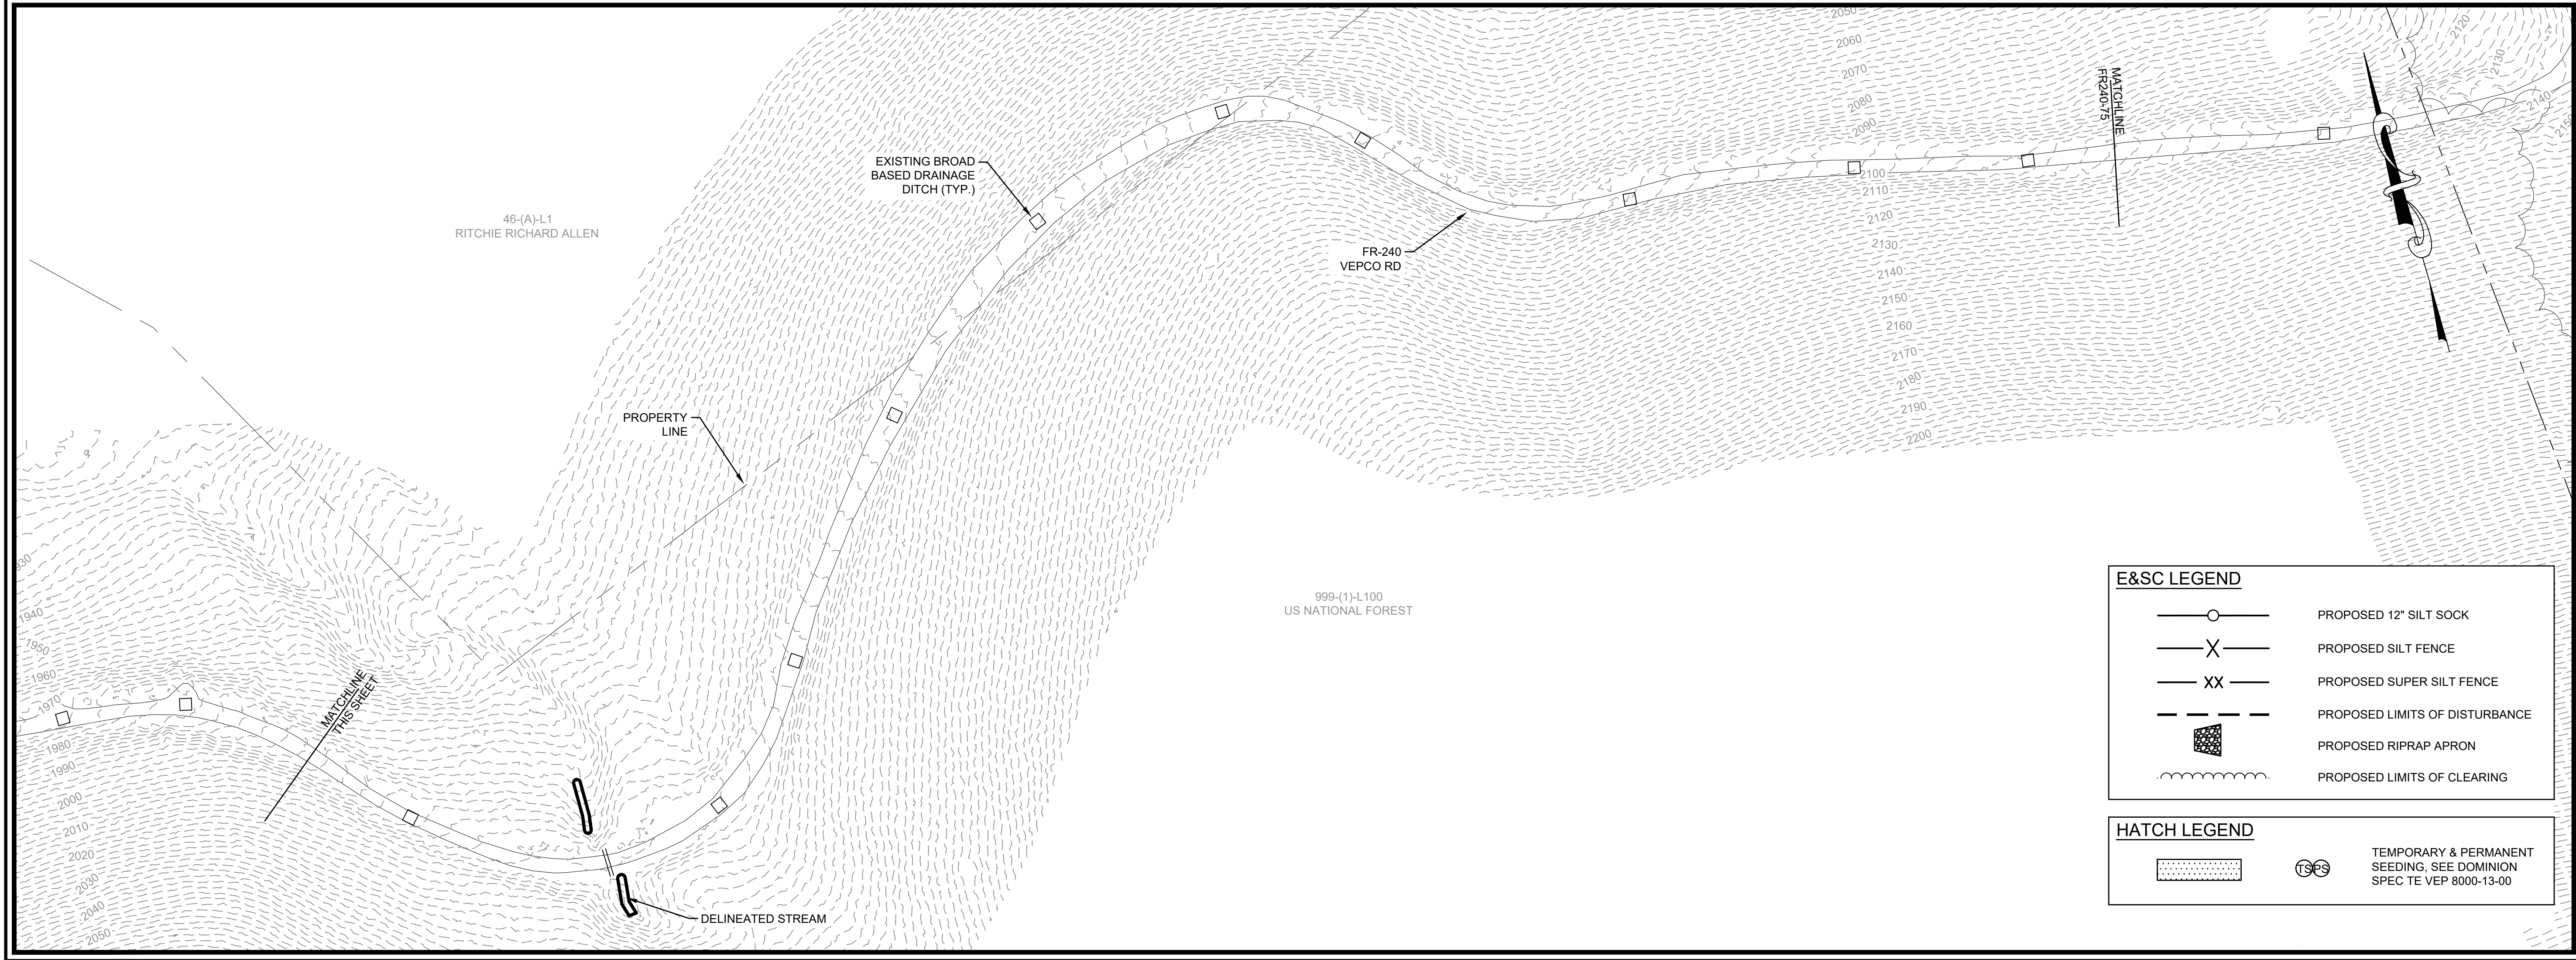 2050
2060
2070
2080
2090
2100
2110
2120
2130
2140
2150
2160
2170
2180
2190
2200
2120
2130
2140
MATCHLINE
FR240-75
EXISTING BROAD
BASED DRAINAGE
DITCH (TYP.)
46-(A)-L1
RITCHIE RICHARD ALLEN
FR-240
VEPCO RD
PROPERTY
LINE
999-(1)-L100
US NATIONAL FOREST
1940
1950
1960
1970
1980
1990
2000
2010
2020
2030
2040
2050
MATCHLINE
THIS SHEET
DELINEATED STREAM
E&SC LEGEND
PROPOSED 12" SILT SOCK
X PROPOSED SILT FENCE
XX PROPOSED SUPER SILT FENCE
PROPOSED LIMITS OF DISTURBANCE
PROPOSED RIPRAP APRON
PROPOSED LIMITS OF CLEARING
HATCH LEGEND
TS PS
TEMPORARY & PERMANENT
SEEDING, SEE DOMINION
SPEC TE VEP 8000-13-00